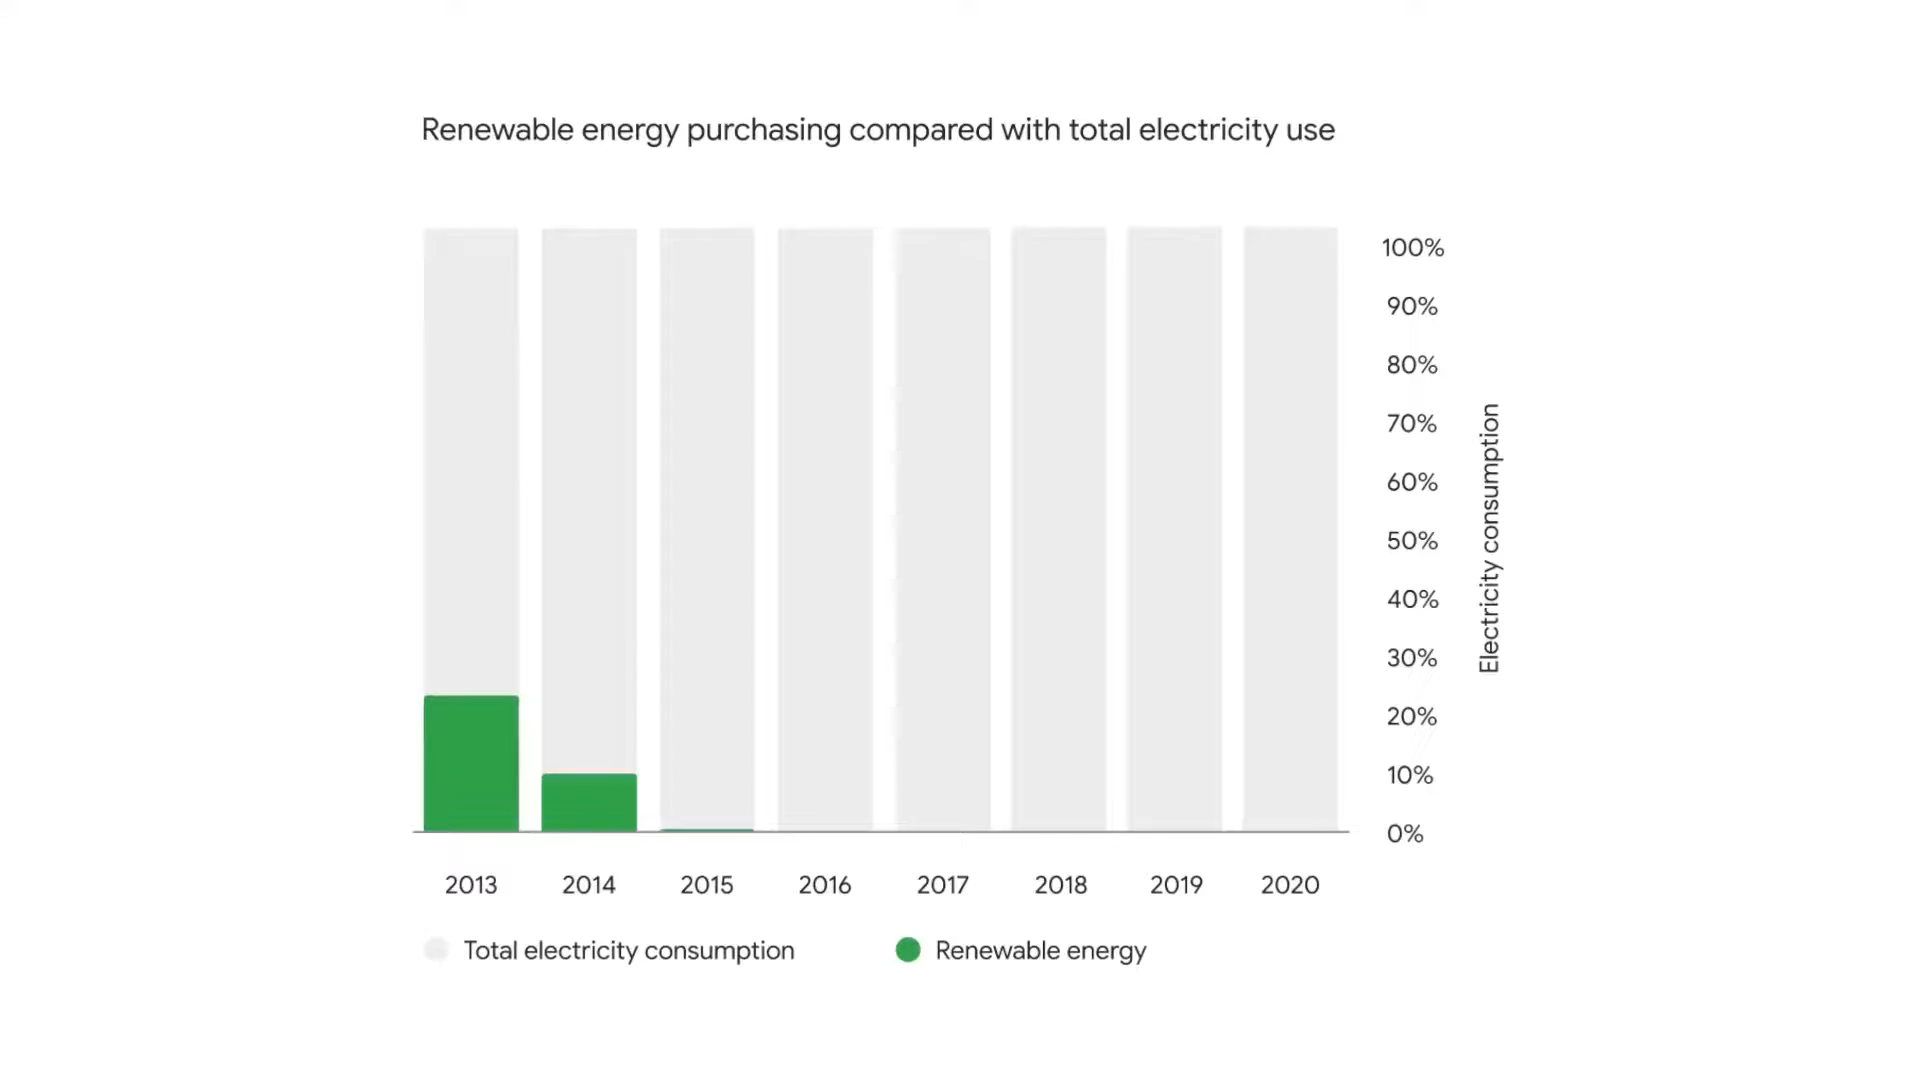 Renewable energy purchasing compared with total electricity use
100%
90%
80%
70%
60%
50%
40%
30%
20%
10%
0%
Electricity consumption
2013 2014 2015 2016 2017 2018 2019 2020
Total electricity consumption Renewable energy